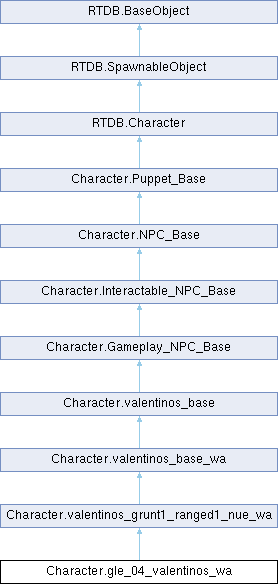 RTDB.BaseObject
RTDB.SpawnableObject
RTDB.Character
Character.Puppet_Base
Character.NPC_Base
Character.Interactable_NPC_Base
Character.Gameplay_NPC_Base
Character.valentinos_base
Character.valentinos_base_wa
Character.valentinos_grunt1_ranged1_nue_wa
Character.gle_04_valentinos_wa